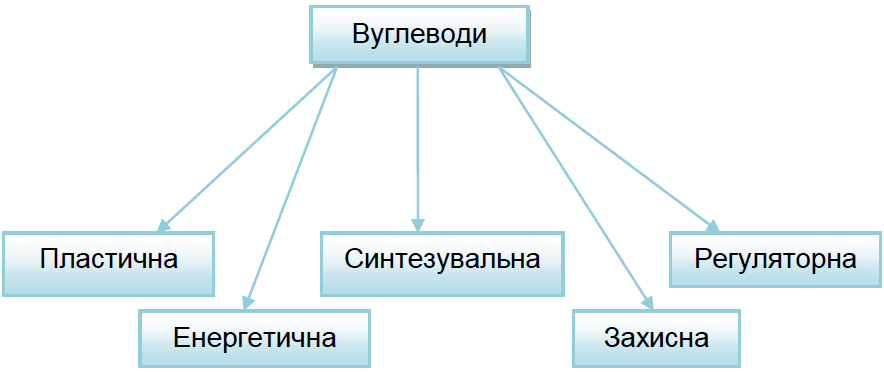 Вуглеводи
Пластична
Синтезувальна
Регуляторна
Енергетична
Захисна